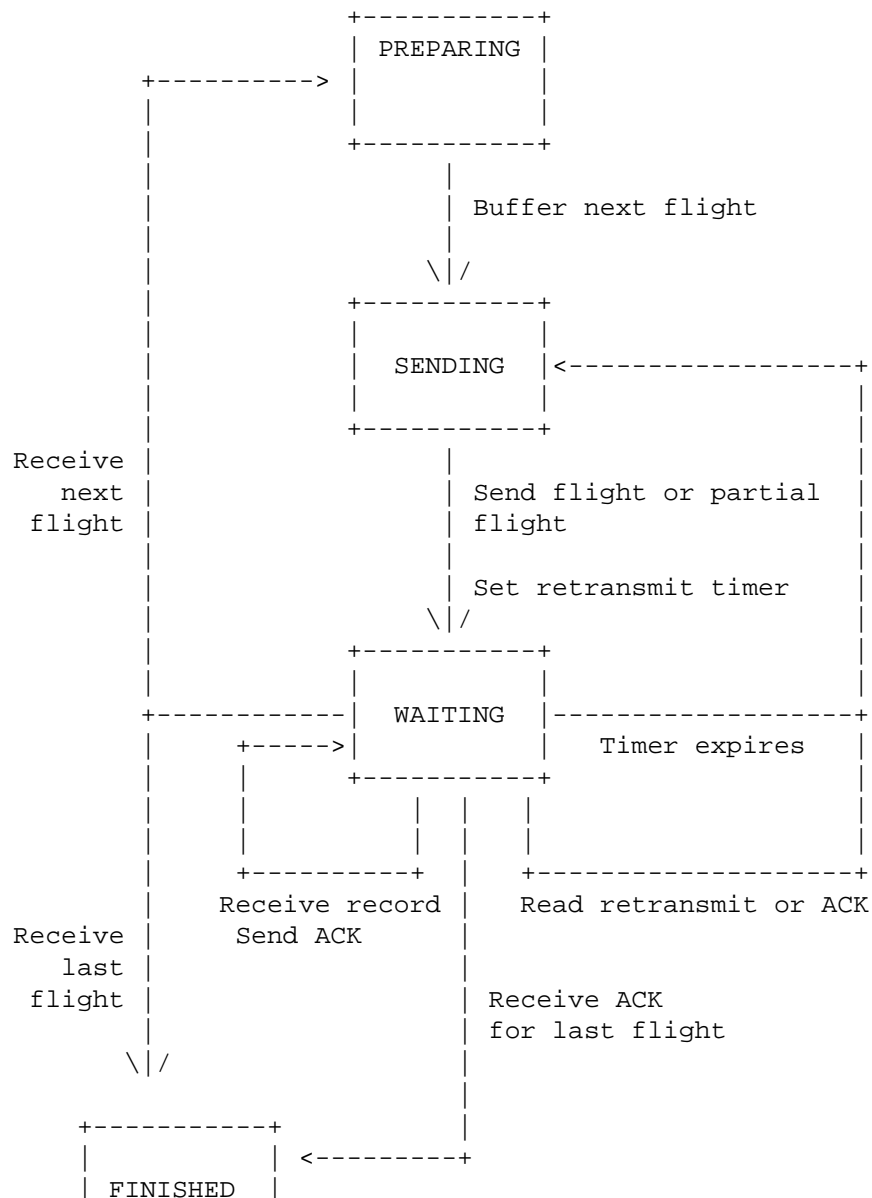 PREPARING
Buffer next flight
SENDING
Receive
next
flight
Send flight or partial
flight
Set retransmit timer
WAITING
Timer expires
Receive record
Send ACK
Read retransmit or ACK
Receive
last
flight
Receive ACK
for last flight
FINISHED